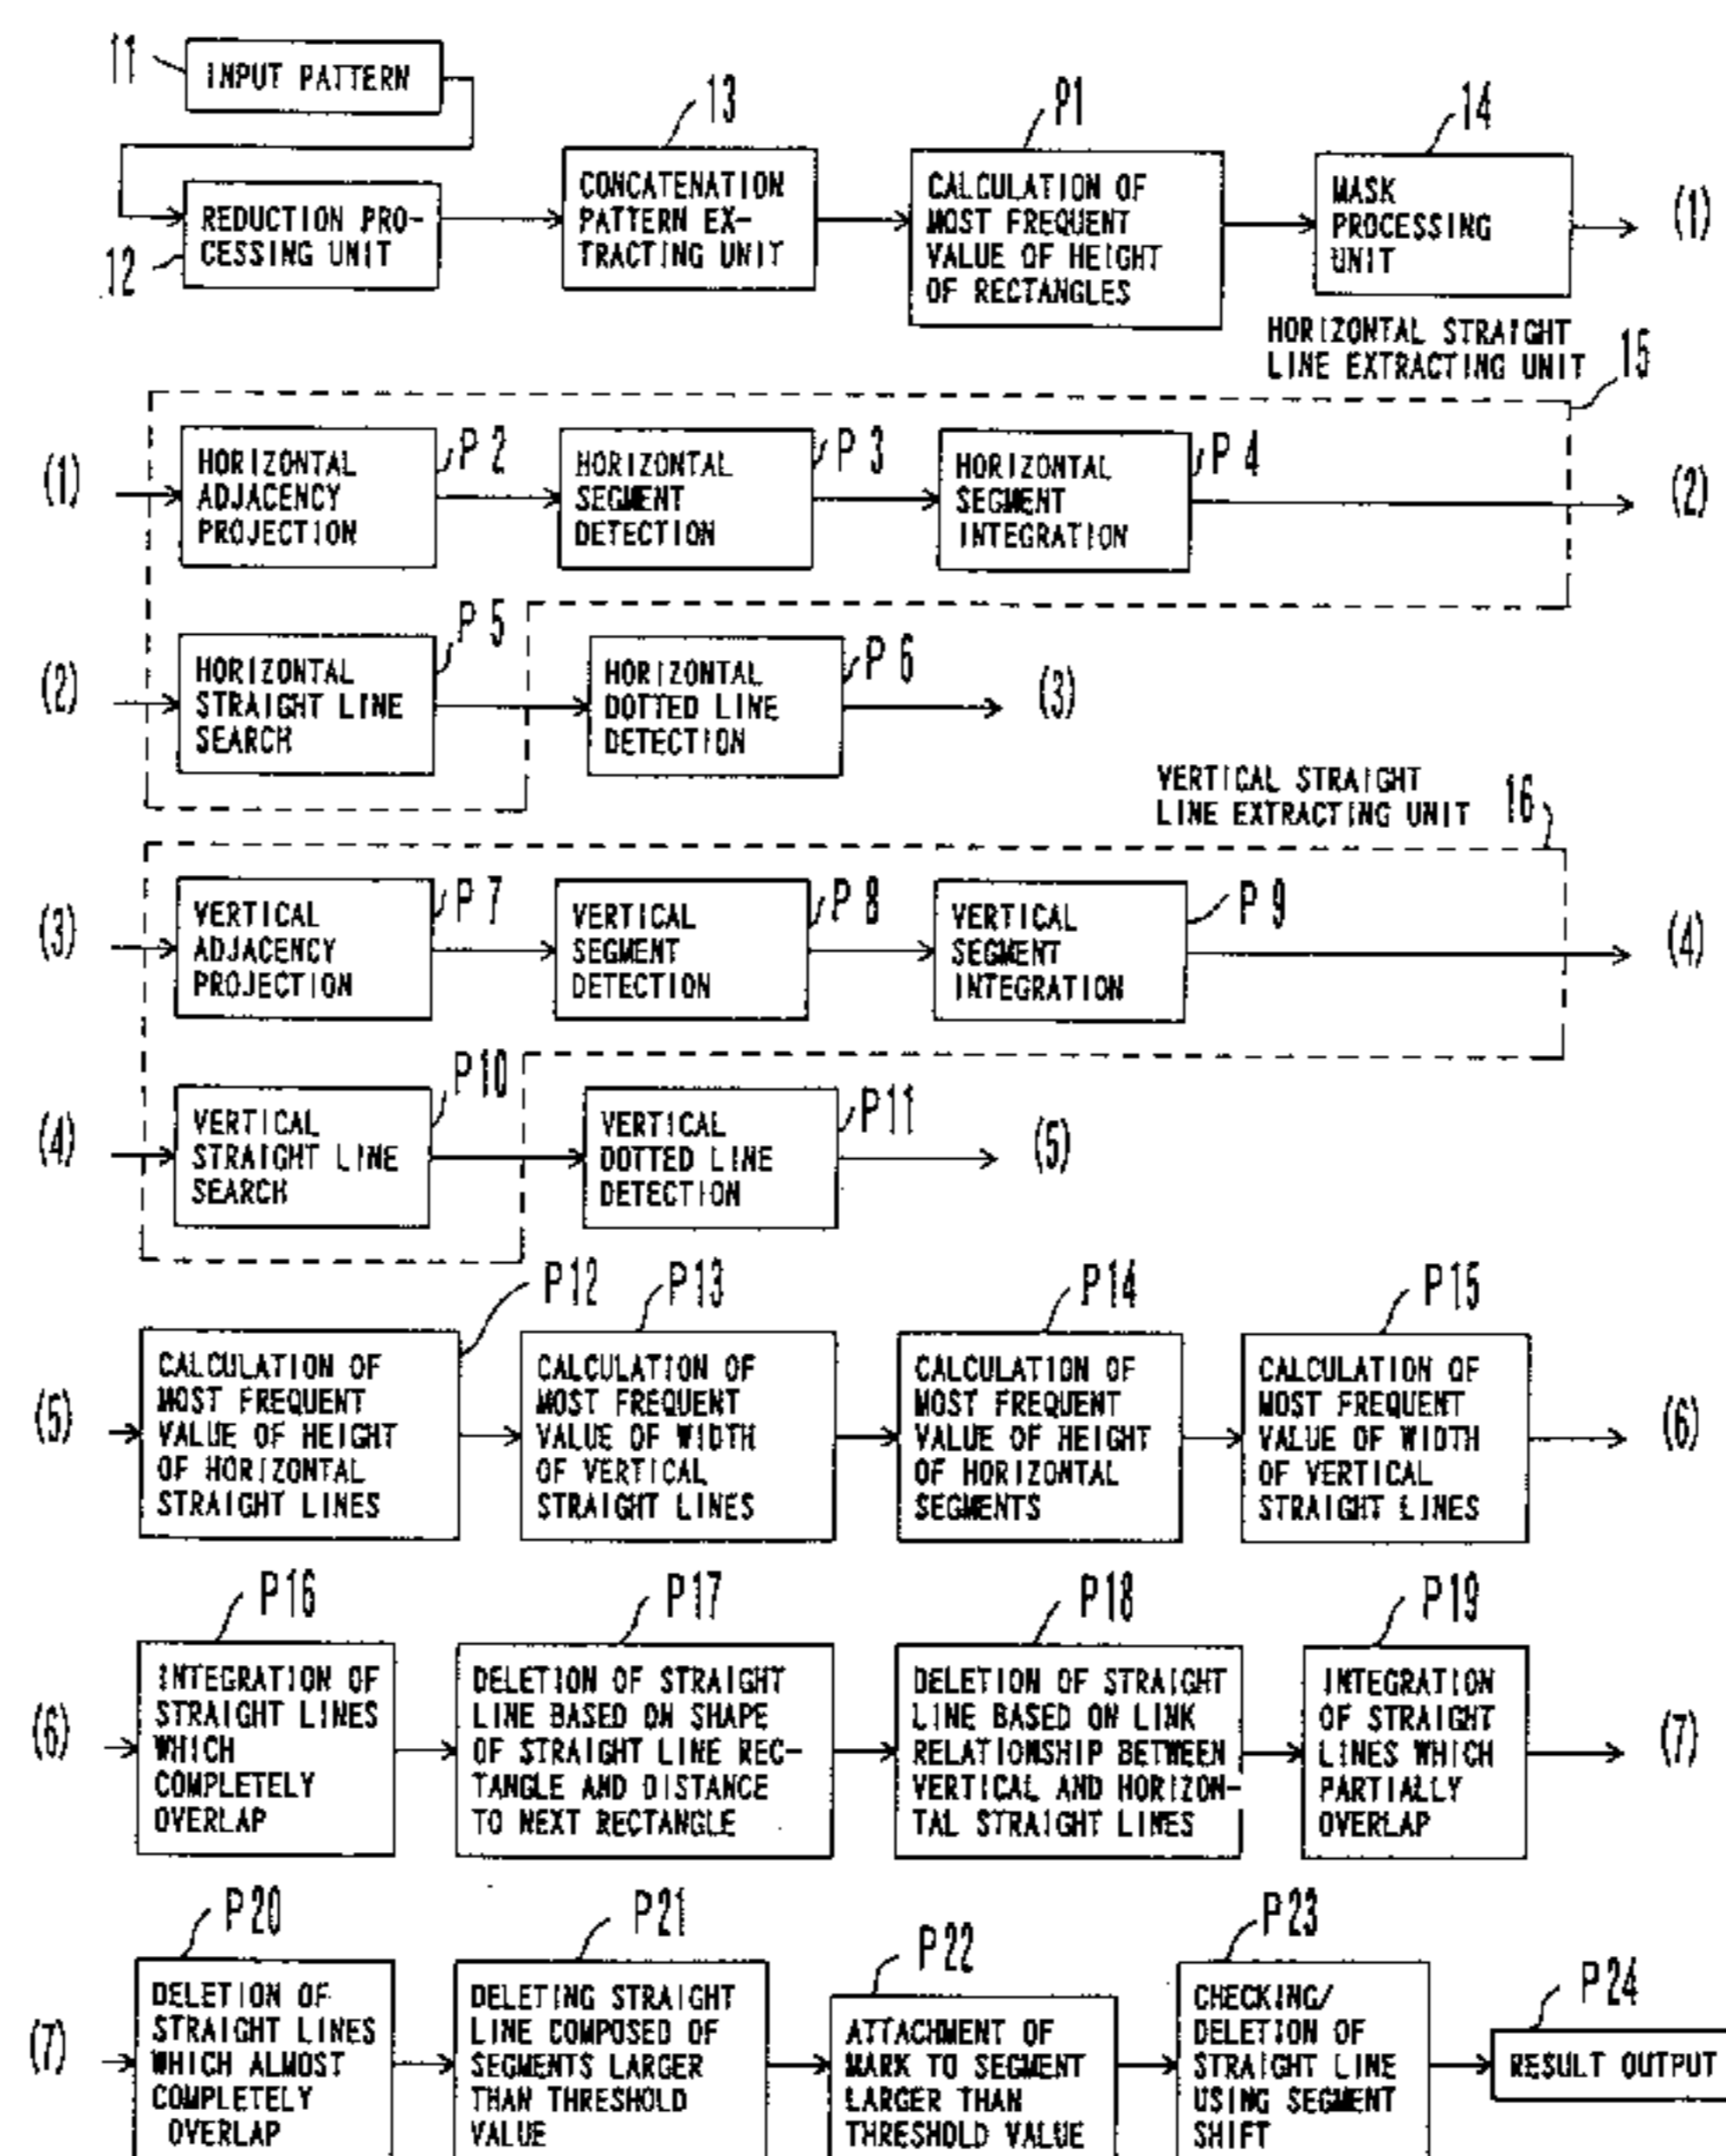 11
INPUT PATTERN
12
REDUCTION PRO-
CESSING UNIT
13
CONCATENATION
PATTERN EX-
TRACTING UNIT
P1
CALCULATION OF
MOST FREQUENT
VALUE OF HEIGHT
OF RECTANGLES
14
MASK
PROCESSING
UNIT
(1)
HORIZONTAL STRAIGHT
LINE EXTRACTING UNIT
15
(1)
P 2
HORIZONTAL
ADJACENCY
PROJECTION
P 3
HORIZONTAL
SEGMENT
DETECTION
P 4
HORIZONTAL
SEGMENT
INTEGRATION
(2)
(2)
P 5
HORIZONTAL
STRAIGHT LINE
SEARCH
P 6
HORIZONTAL
DOTTED LINE
DETECTION
(3)
VERTICAL STRAIGHT
LINE EXTRACTING UNIT
16
(3)
P 7
VERTICAL
ADJACENCY
PROJECTION
P 8
VERTICAL
SEGMENT
DETECTION
P 9
VERTICAL
SEGMENT
INTEGRATION
(4)
(4)
P10
VERTICAL
STRAIGHT LINE
SEARCH
P11
VERTICAL
DOTTED LINE
DETECTION
(5)
(5)
P12
CALCULATION OF
MOST FREQUENT
VALUE OF HEIGHT
OF HORIZONTAL
STRAIGHT LINES
P13
CALCULATION OF
MOST FREQUENT
VALUE OF WIDTH
OF VERTICAL
STRAIGHT LINES
P14
CALCULATION OF
MOST FREQUENT
VALUE OF HEIGHT
OF HORIZONTAL
SEGMENTS
P15
CALCULATION OF
MOST FREQUENT
VALUE OF WIDTH
OF VERTICAL
STRAIGHT LINES
(6)
(6)
P16
INTEGRATION OF
STRAIGHT LINES
WHICH
COMPLETELY
OVERLAP
P17
DELETION OF STRAIGHT
LINE BASED ON SHAPE
OF STRAIGHT LINE REC-
TANGLE AND DISTANCE
TO NEXT RECTANGLE
P18
DELETION OF STRAIGHT
LINE BASED ON LINK
RELATIONSHIP BETWEEN
VERTICAL AND HORIZON-
TAL STRAIGHT LINES
P19
INTEGRATION
OF STRAIGHT
LINES WHICH
PARTIALLY
OVERLAP
(7)
(7)
P20
DELETION OF
STRAIGHT LINES
WHICH ALMOST
COMPLETELY
OVERLAP
P21
DELETING STRAIGHT
LINE COMPOSED OF
SEGMENTS LARGER
THAN THRESHOLD
VALUE
P22
ATTACHMENT OF
MARK TO SEGMENT
LARGER THAN
THRESHOLD VALUE
P23
CHECKING/
DELETION OF
STRAIGHT LINE
USING SEGMENT
SHIFT
P24
RESULT OUTPUT